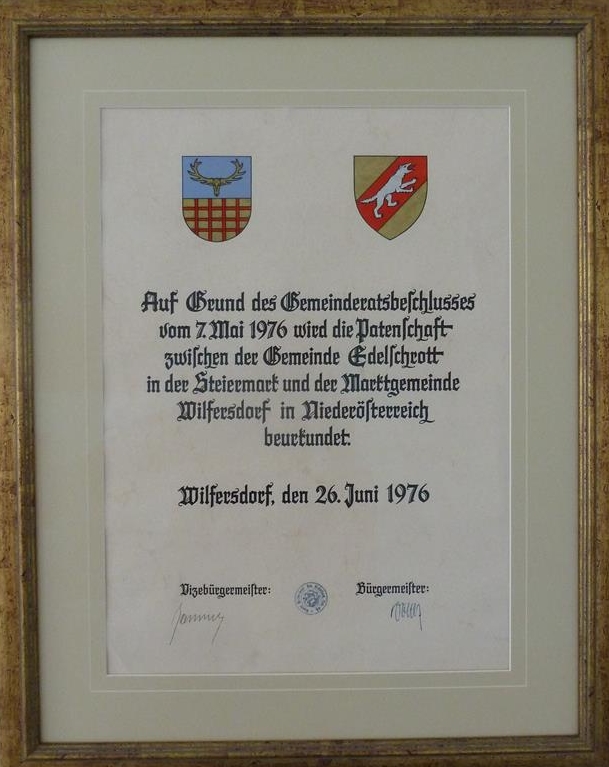 Auf Grund des Gemeinderatsbeschlusses
vom 7. Mai 1976 wird die Patenschaft
zwischen der Gemeinde Edelschrott
in der Steiermark und der Marktgemeinde
Wilfersdorf in Niederösterreich
beurkundet.
Wilfersdorf, den 26. Juni 1976
Vizebürgermeister: Bürgermeister: